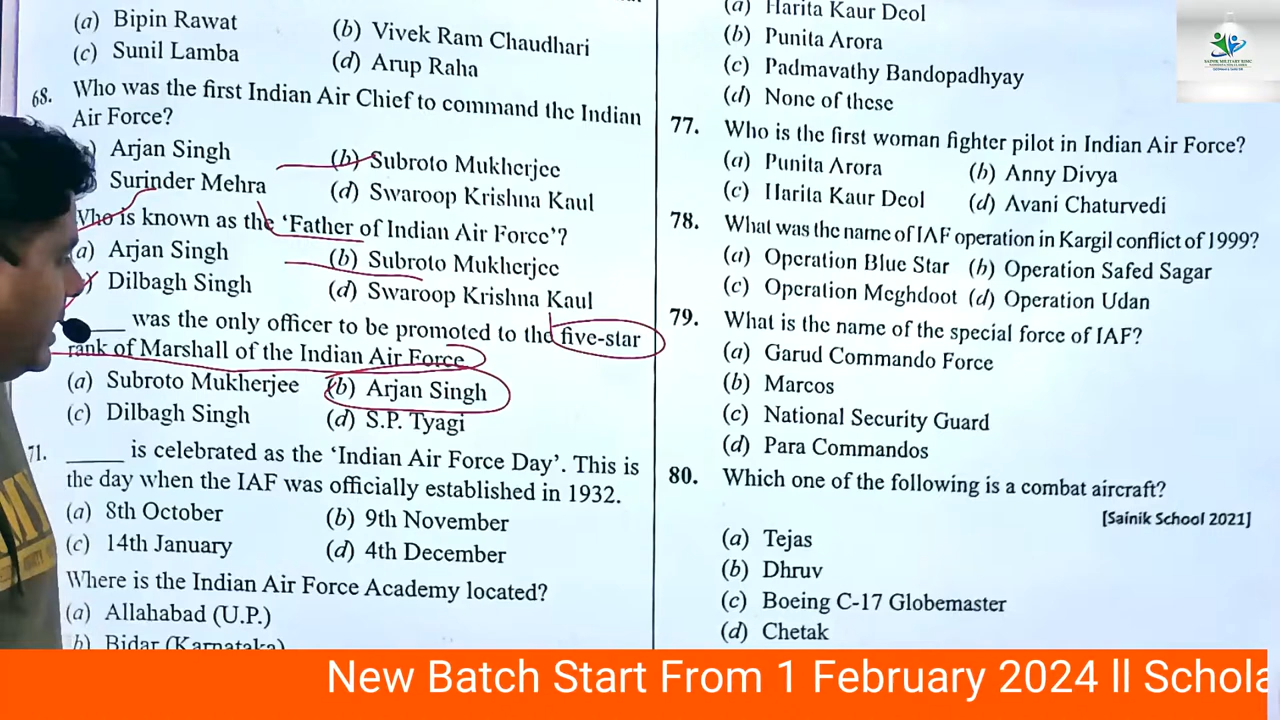 (a) Bipin Rawat (b) Vivek Ram Chaudhari
(c) Sunil Lamba (d) Arup Raha
68. Who was the first Indian Air Chief to command the Indian
Air Force?
Arjan Singh (b) Subroto Mukherjee
Surinder Mehra (d) Swaroop Krishna Kaul
Who is known as the ‘Father of Indian Air Force’?
(a) Arjan Singh (b) Subroto Mukherjee
Dilbagh Singh (d) Swaroop Krishna Kaul
____ was the only officer to be promoted to the five-star
rank of Marshall of the Indian Air Force
(a) Subroto Mukherjee (b) Arjan Singh
(c) Dilbagh Singh (d) S.P. Tyagi
71. _____ is celebrated as the ‘Indian Air Force Day’. This is
the day when the IAF was officially established in 1932.
(a) 8th October (b) 9th November
(c) 14th January (d) 4th December
Where is the Indian Air Force Academy located?
(a) Allahabad (U.P.)
b) Bidar (Karnataka)
(a) Harita Kaur Deol
(b) Punita Arora
(c) Padmavathy Bandopadhyay
(d) None of these
77. Who is the first woman fighter pilot in Indian Air Force?
(a) Punita Arora (b) Anny Divya
(c) Harita Kaur Deol (d) Avani Chaturvedi
78. What was the name of IAF operation in Kargil conflict of 1999?
(a) Operation Blue Star (b) Operation Safed Sagar
(c) Operation Meghdoot (d) Operation Udan
79. What is the name of the special force of IAF?
(a) Garud Commando Force
(b) Marcos
(c) National Security Guard
(d) Para Commandos
80. Which one of the following is a combat aircraft?
[Sainik School 2021]
(a) Tejas
(b) Dhruv
(c) Boeing C-17 Globemaster
(d) Chetak
SAINIK MILITARY RIMC
New Batch Start From 1 February 2024 ll Schola